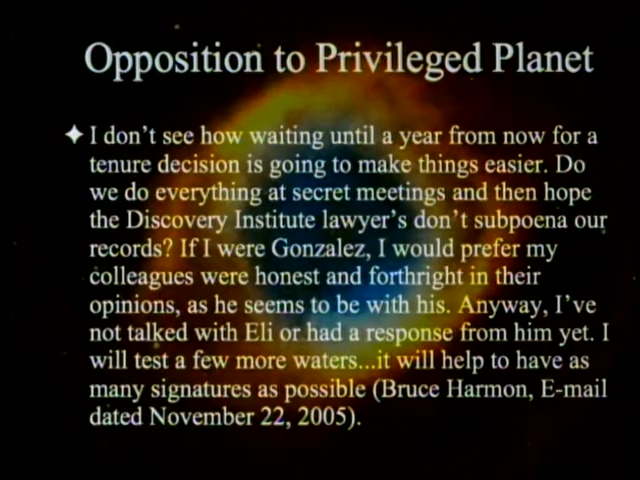 Opposition to Privileged Planet
I don't see how waiting until a year from now for a
tenure decision is going to make things easier. Do
we do everything at secret meetings and then hope
the Discovery Institute lawyer's don't subpoena our
records? If I were Gonzalez, I would prefer my
colleagues were honest and forthright in their
opinions, as he seems to be with his. Anyway, I've
not talked with Eli or had a response from him yet. I
will test a few more waters...it will help to have as
many signatures as possible (Bruce Harmon, E-mail
dated November 22, 2005).